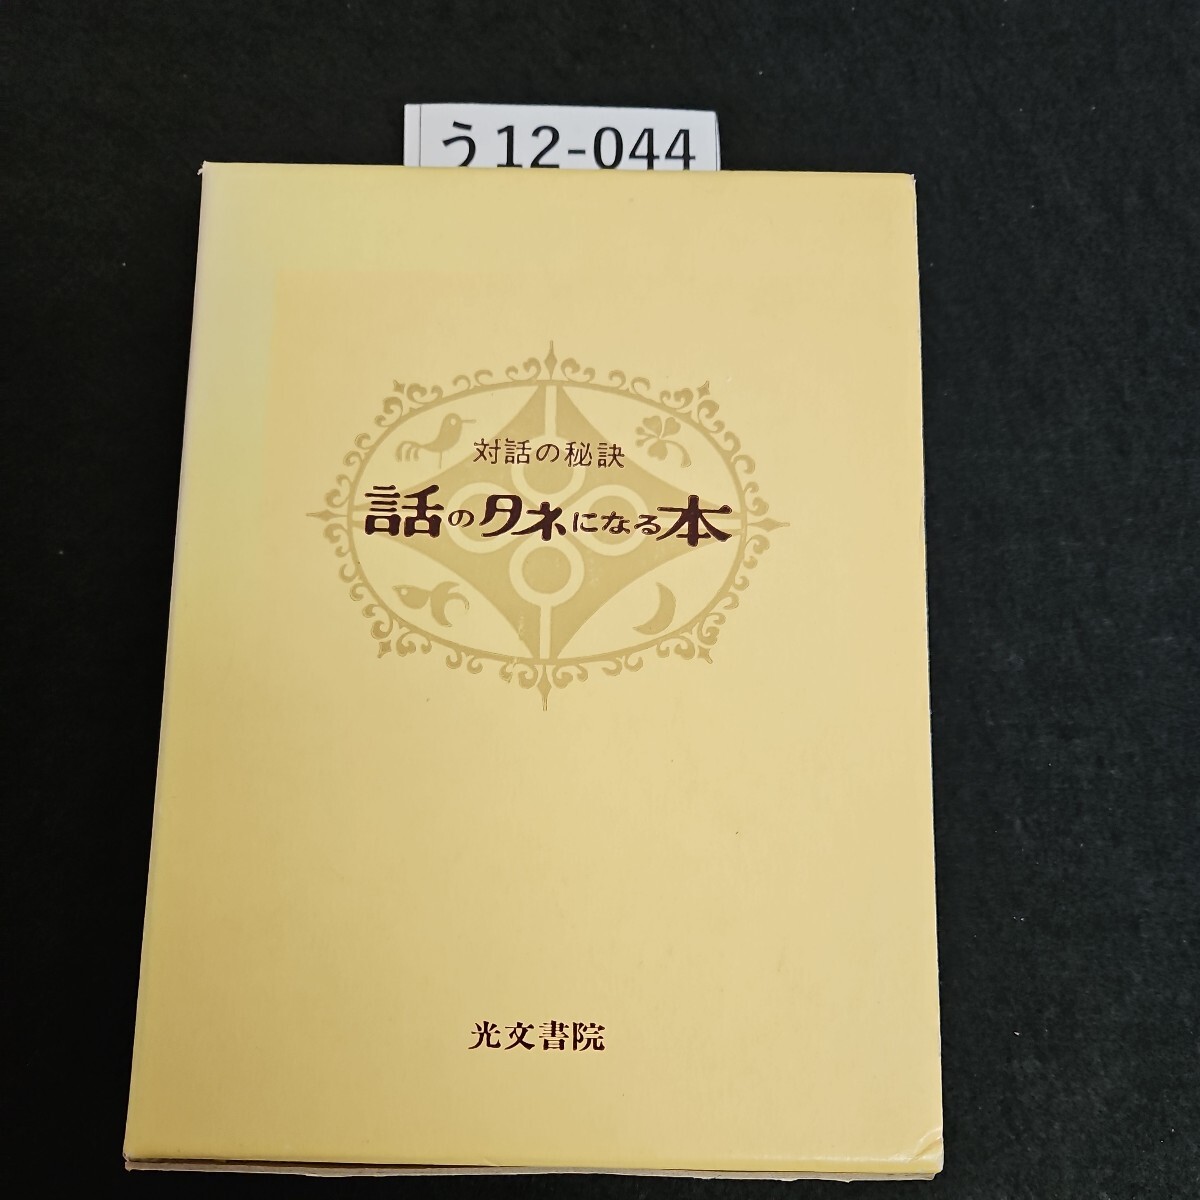 う12-044
対話の秘訣
話のタネになる本
光文書院